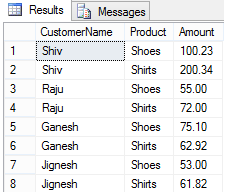 Results Messages
CustomerName Product Amount
1 Shiv Shoes 100.23
2 Shiv Shirts 200.34
3 Raju Shoes 55.00
4 Raju Shirts 72.00
5 Ganesh Shoes 75.10
6 Ganesh Shirts 62.92
7 Jignesh Shoes 53.00
8 Jignesh Shirts 61.82